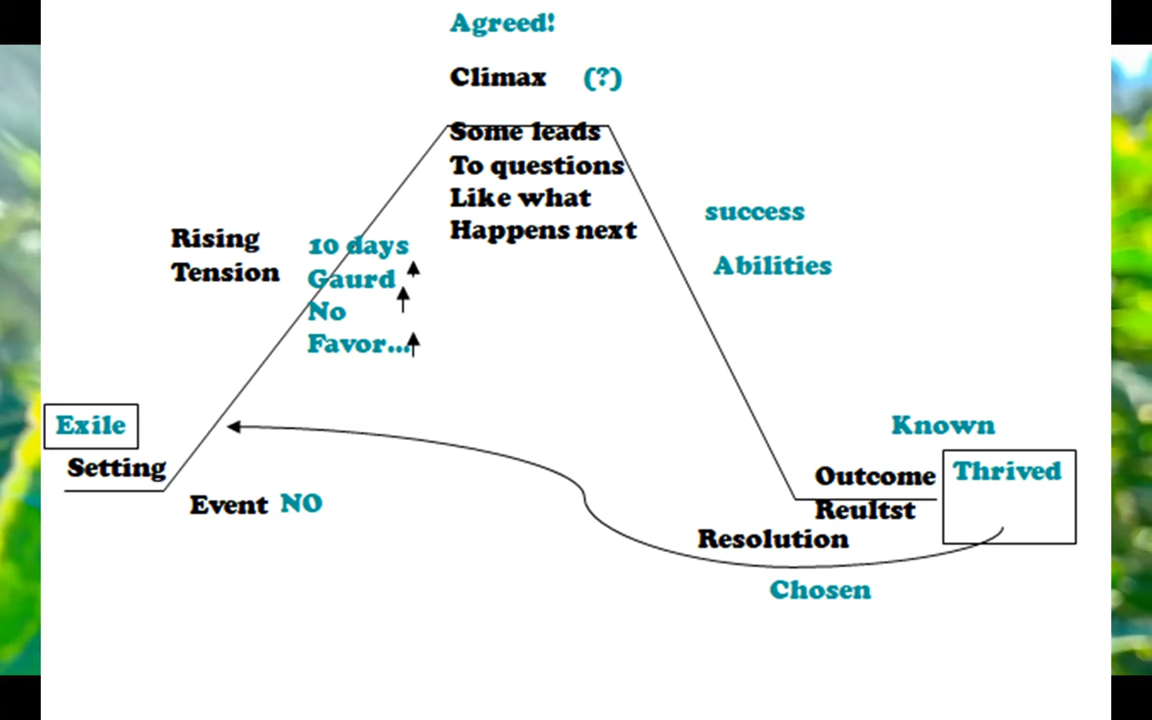 Agreed!
Climax (?)
Some leads
To questions
Like what
Happens next
success
Abilities
Rising
Tension
10 days
Gaurd
No
Favor...
Exile
Setting
Event NO
Known
Thrived
Outcome
Reultst
Resolution
Chosen